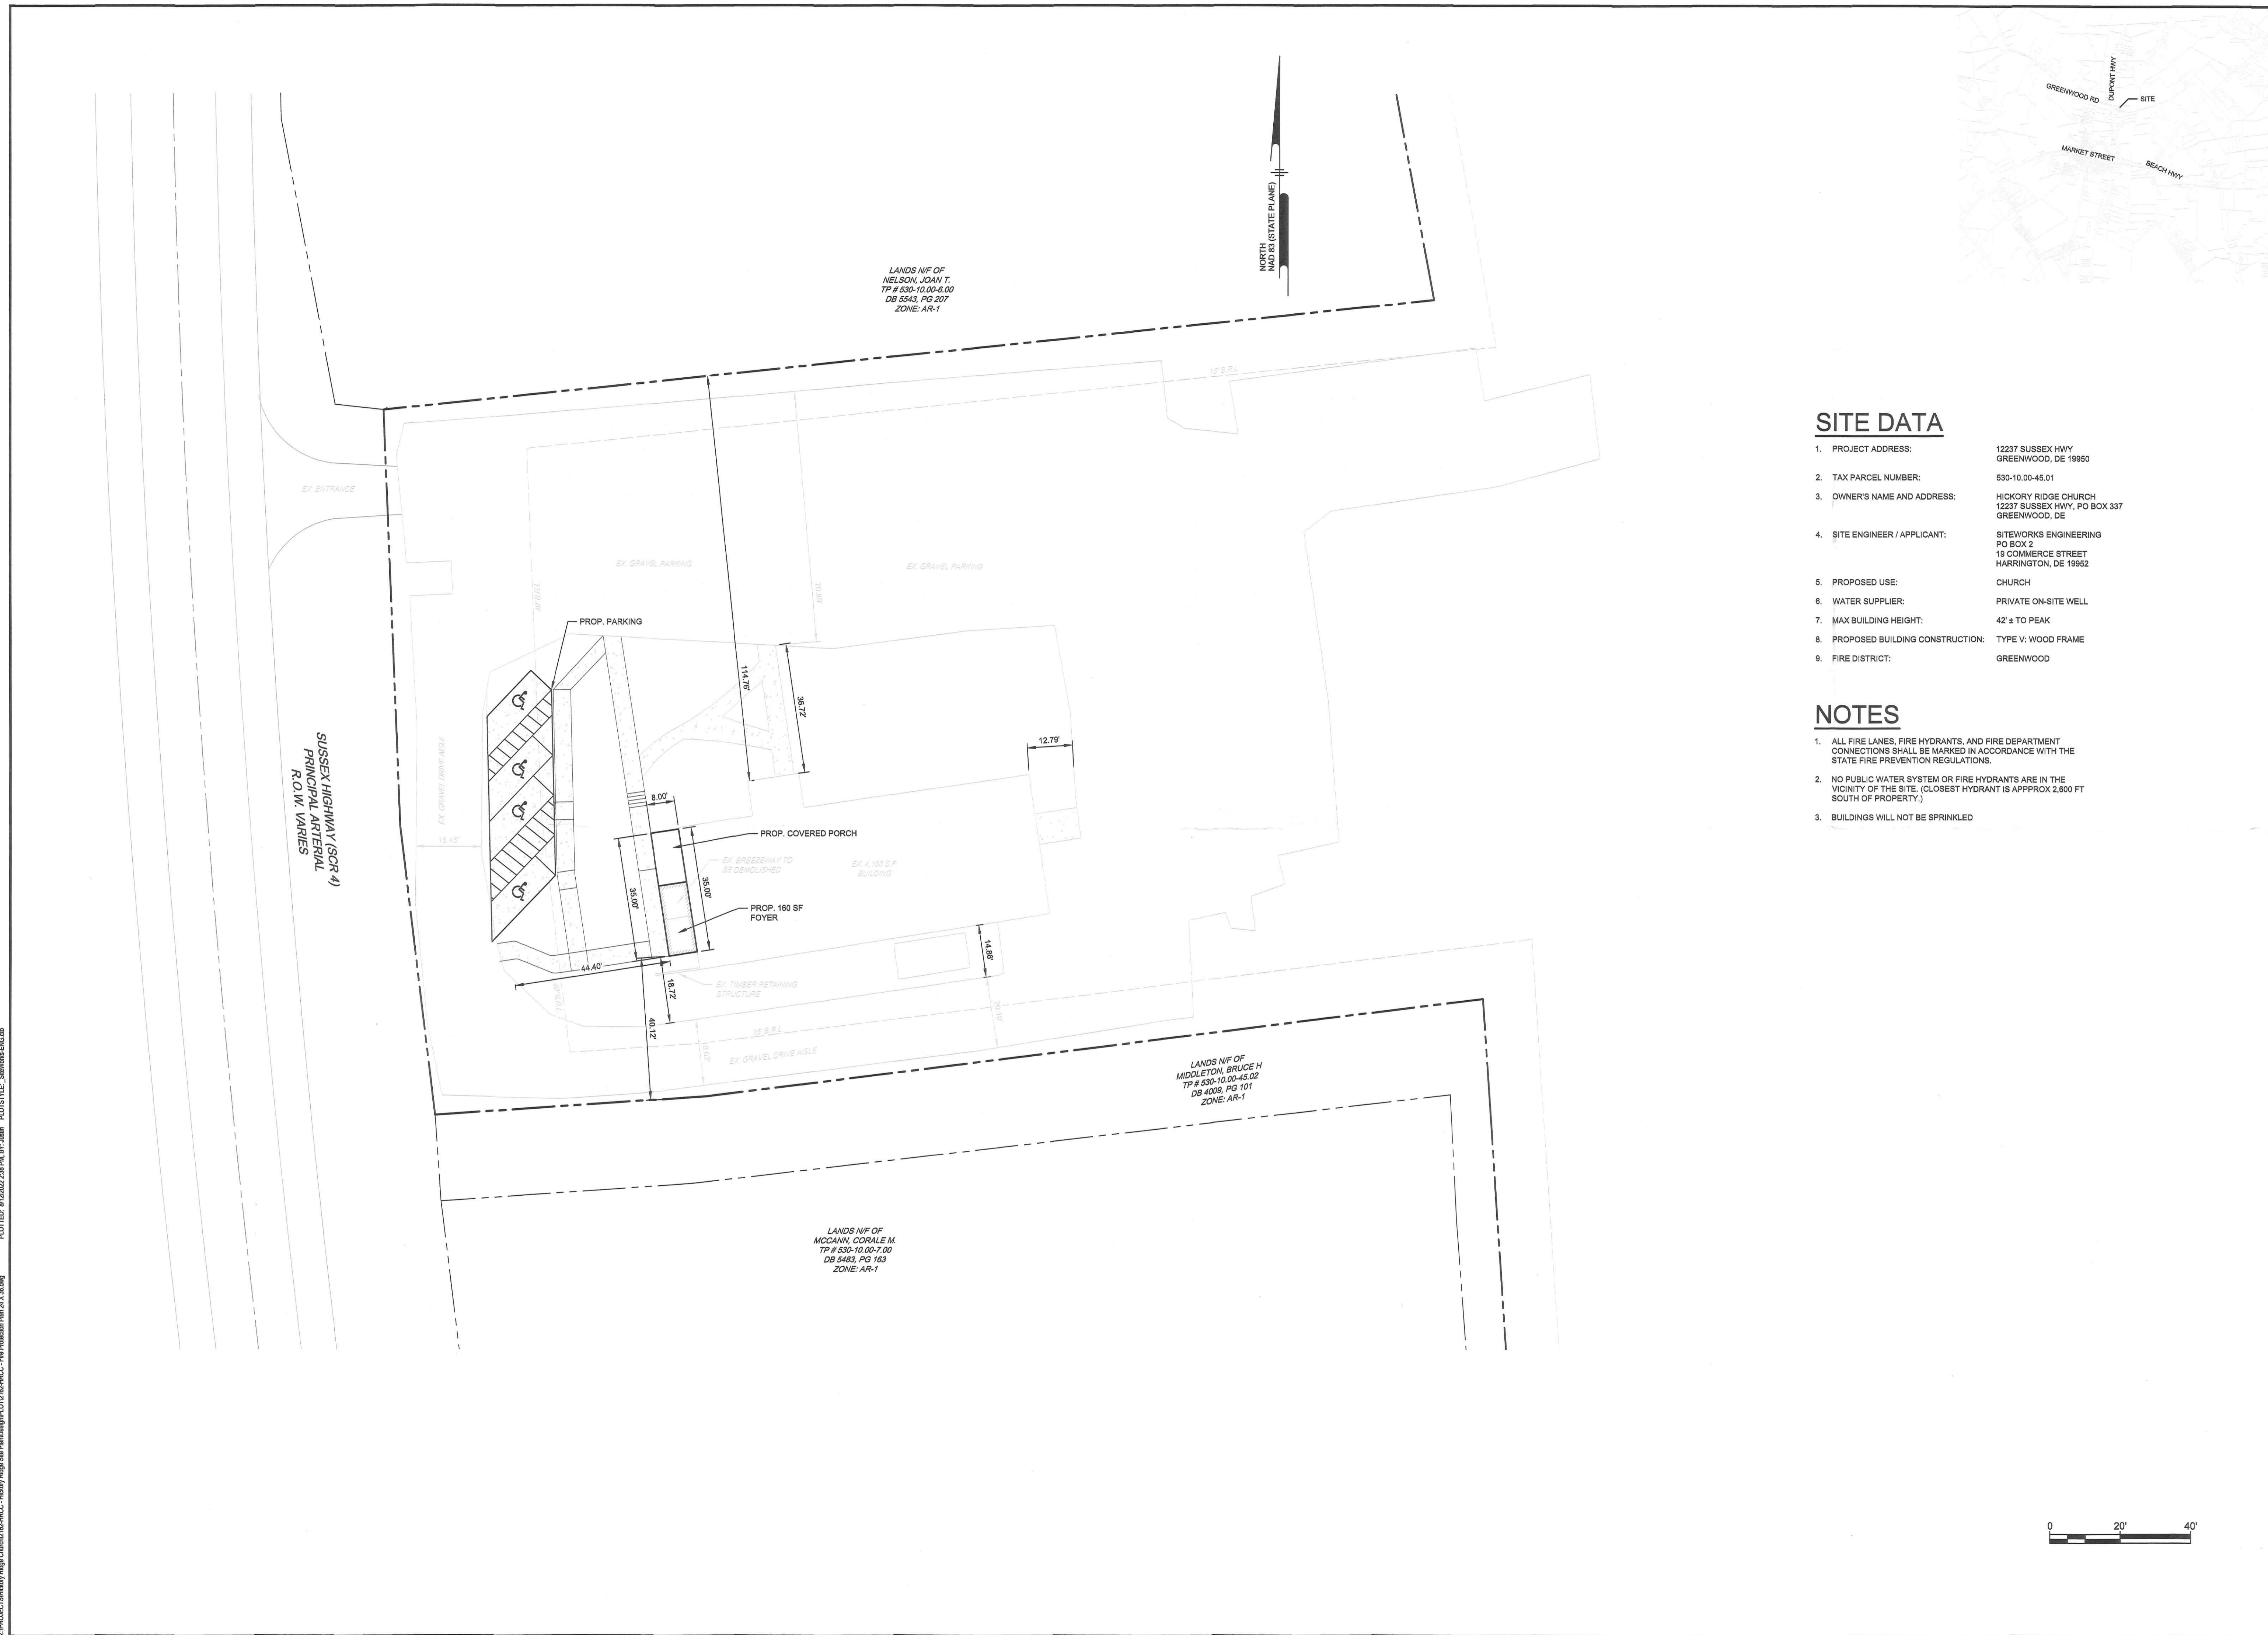 GREENWOOD RD
DUPONT HWY
SITE
MARKET STREET
BEACH HWY
NORTH
NAD 83 (STATE PLANE)
LANDS N/F OF
NELSON, JOAN T.
TP # 530-10.00-6.00
DB 5543, PG 207
ZONE: AR-1
15' B.R.L.
EX. ENTRANCE
EX. GRAVEL PARKING
EX. GRAVEL PARKING
PROP. PARKING
114.76'
36.72'
12.79'
EX. GRAVEL DRIVE AISLE
18.45'
8.00'
PROP. COVERED PORCH
EX. BREEZEWAY TO
BE DEMOLISHED
BUILDING
35.00'
35.00'
PROP. 160 SF
FOYER
14.86'
44.40'
18.72'
EX. TIMBER RETAINING
STRUCTURE
40.12'
15' B.R.L.
EX. GRAVEL DRIVE AISLE
SUSSEX HIGHWAY (SCR 4)
PRINCIPAL ARTERIAL
R.O.W. VARIES
LANDS N/F OF
MIDDLETON, BRUCE H
TP # 530-10.00-45.02
DB 4009, PG 101
ZONE: AR-1
LANDS N/F OF
MCCANN, CORALE M.
TP # 530-10.00-7.00
DB 5483, PG 163
ZONE: AR-1
SITE DATA
1. PROJECT ADDRESS: 12237 SUSSEX HWY
GREENWOOD, DE 19950
2. TAX PARCEL NUMBER: 530-10.00-45.01
3. OWNER'S NAME AND ADDRESS: HICKORY RIDGE CHURCH
12237 SUSSEX HWY, PO BOX 337
GREENWOOD, DE
4. SITE ENGINEER / APPLICANT: SITEWORKS ENGINEERING
PO BOX 2
19 COMMERCE STREET
HARRINGTON, DE 19952
5. PROPOSED USE: CHURCH
6. WATER SUPPLIER: PRIVATE ON-SITE WELL
7. MAX BUILDING HEIGHT: 42' ± TO PEAK
8. PROPOSED BUILDING CONSTRUCTION: TYPE V: WOOD FRAME
9. FIRE DISTRICT: GREENWOOD
NOTES
1. ALL FIRE LANES, FIRE HYDRANTS, AND FIRE DEPARTMENT
CONNECTIONS SHALL BE MARKED IN ACCORDANCE WITH THE
STATE FIRE PREVENTION REGULATIONS.
2. NO PUBLIC WATER SYSTEM OR FIRE HYDRANTS ARE IN THE
VICINITY OF THE SITE. (CLOSEST HYDRANT IS APPPROX 2,600 FT
SOUTH OF PROPERTY.)
3. BUILDINGS WILL NOT BE SPRINKLED
0 20' 40'